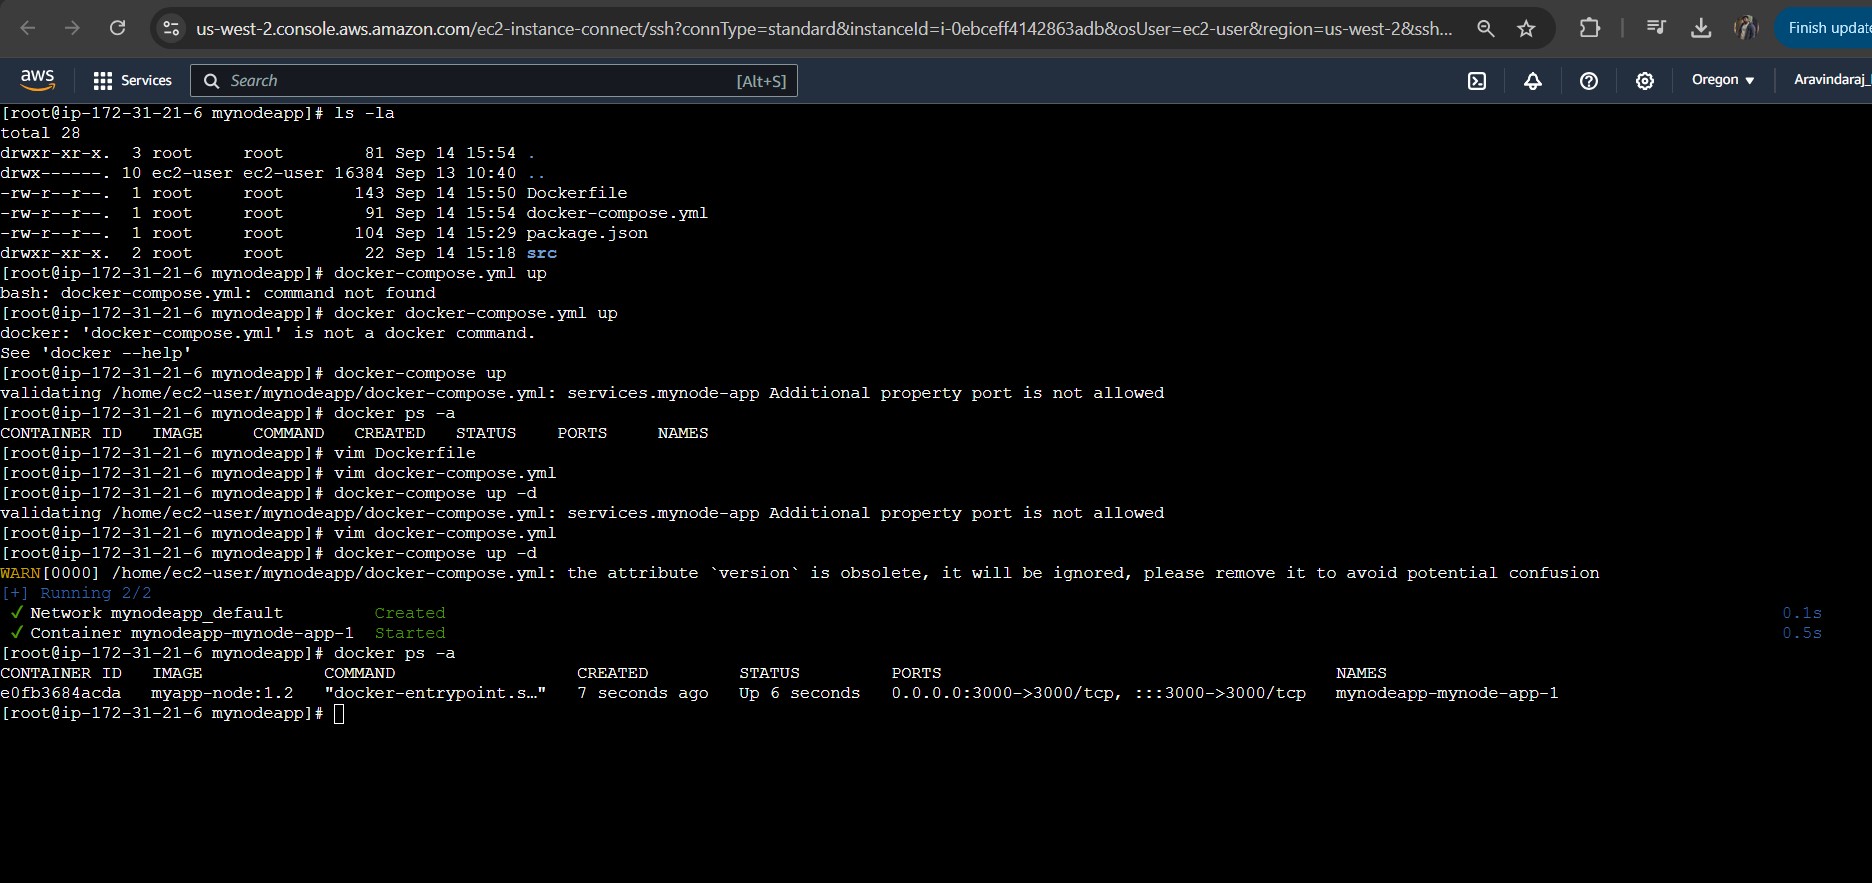 us-west-2.console.aws.amazon.com/ec2-instance-connect/ssh?connType=standard&instanceId=i-0ebceff4142863adb&osUser=ec2-user&region=us-west-2&ssh...
Finish update
aws
Services
Search
[Alt+S]
Oregon
Aravindaraj_
[root@ip-172-31-21-6 mynodeapp]# ls -la
total 28
drwxr-xr-x.  3 root     root        81 Sep 14 15:54 .
drwx------. 10 ec2-user ec2-user 16384 Sep 13 10:40 ..
-rw-r--r--.  1 root     root       143 Sep 14 15:50 Dockerfile
-rw-r--r--.  1 root     root        91 Sep 14 15:54 docker-compose.yml
-rw-r--r--.  1 root     root       104 Sep 14 15:29 package.json
drwxr-xr-x.  2 root     root        22 Sep 14 15:18 src
[root@ip-172-31-21-6 mynodeapp]# docker-compose.yml up
bash: docker-compose.yml: command not found
[root@ip-172-31-21-6 mynodeapp]# docker docker-compose.yml up
docker: 'docker-compose.yml' is not a docker command.
See 'docker --help'
[root@ip-172-31-21-6 mynodeapp]# docker-compose up
validating /home/ec2-user/mynodeapp/docker-compose.yml: services.mynode-app Additional property port is not allowed
[root@ip-172-31-21-6 mynodeapp]# docker ps -a
CONTAINER ID   IMAGE     COMMAND   CREATED   STATUS    PORTS     NAMES
[root@ip-172-31-21-6 mynodeapp]# vim Dockerfile
[root@ip-172-31-21-6 mynodeapp]# vim docker-compose.yml
[root@ip-172-31-21-6 mynodeapp]# docker-compose up -d
validating /home/ec2-user/mynodeapp/docker-compose.yml: services.mynode-app Additional property port is not allowed
[root@ip-172-31-21-6 mynodeapp]# vim docker-compose.yml
[root@ip-172-31-21-6 mynodeapp]# docker-compose up -d
WARN[0000] /home/ec2-user/mynodeapp/docker-compose.yml: the attribute `version` is obsolete, it will be ignored, please remove it to avoid potential confusion
[+] Running 2/2
✓ Network mynodeapp_default         Created 0.1s
✓ Container mynodeapp-mynode-app-1  Started 0.5s
[root@ip-172-31-21-6 mynodeapp]# docker ps -a
CONTAINER ID   IMAGE            COMMAND                  CREATED         STATUS         PORTS                                       NAMES
e0fb3684acda   myapp-node:1.2   "docker-entrypoint.s…"   7 seconds ago   Up 6 seconds   0.0.0.0:3000->3000/tcp, :::3000->3000/tcp   mynodeapp-mynode-app-1
[root@ip-172-31-21-6 mynodeapp]#